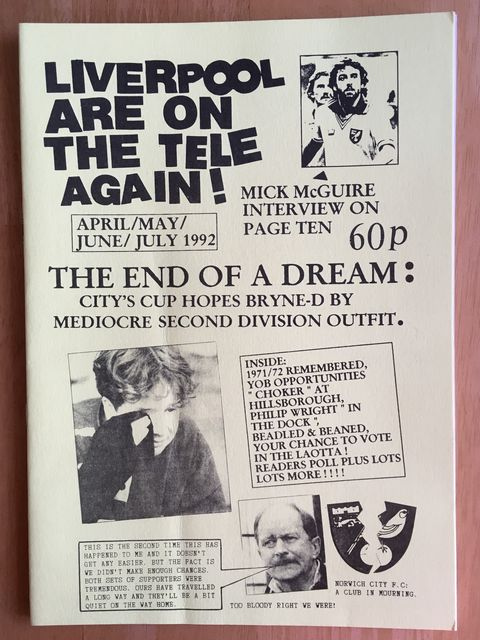 LIVERPOOL
ARE ON
THE TELE
AGAIN!
MICK McGUIRE
INTERVIEW ON
PAGE TEN
60p
APRIL/MAY/
JUNE/ JULY 1992
THE END OF A DREAM:
CITY'S CUP HOPES BRYNE-D BY
MEDIOCRE SECOND DIVISION OUTFIT.
INSIDE:
1971/72 REMEMBERED,
YOB OPPORTUNITIES
" CHOKER " AT
HILLSBOROUGH,
PHILIP WRIGHT " IN
THE DOCK ",
BEADLED & BEANED,
YOUR CHANCE TO VOTE
IN THE LAOTTA !
READERS POLL PLUS LOTS
LOTS MORE ! ! ! !
THIS IS THE SECOND TIME THIS HAS
HAPPENED TO ME AND IT DOESN'T
GET ANY EASIER. BUT THE FACT IS
WE DIDN'T MAKE ENOUGH CHANCES.
BOTH SETS OF SUPPORTERS WERE
TREMENDOUS. OURS HAVE TRAVELLED
A LONG WAY AND THEY'LL BE A BIT
QUIET ON THE WAY HOME.
TOO BLOODY RIGHT WE WERE!
NORWICH CITY F.C:
A CLUB IN MOURNING.